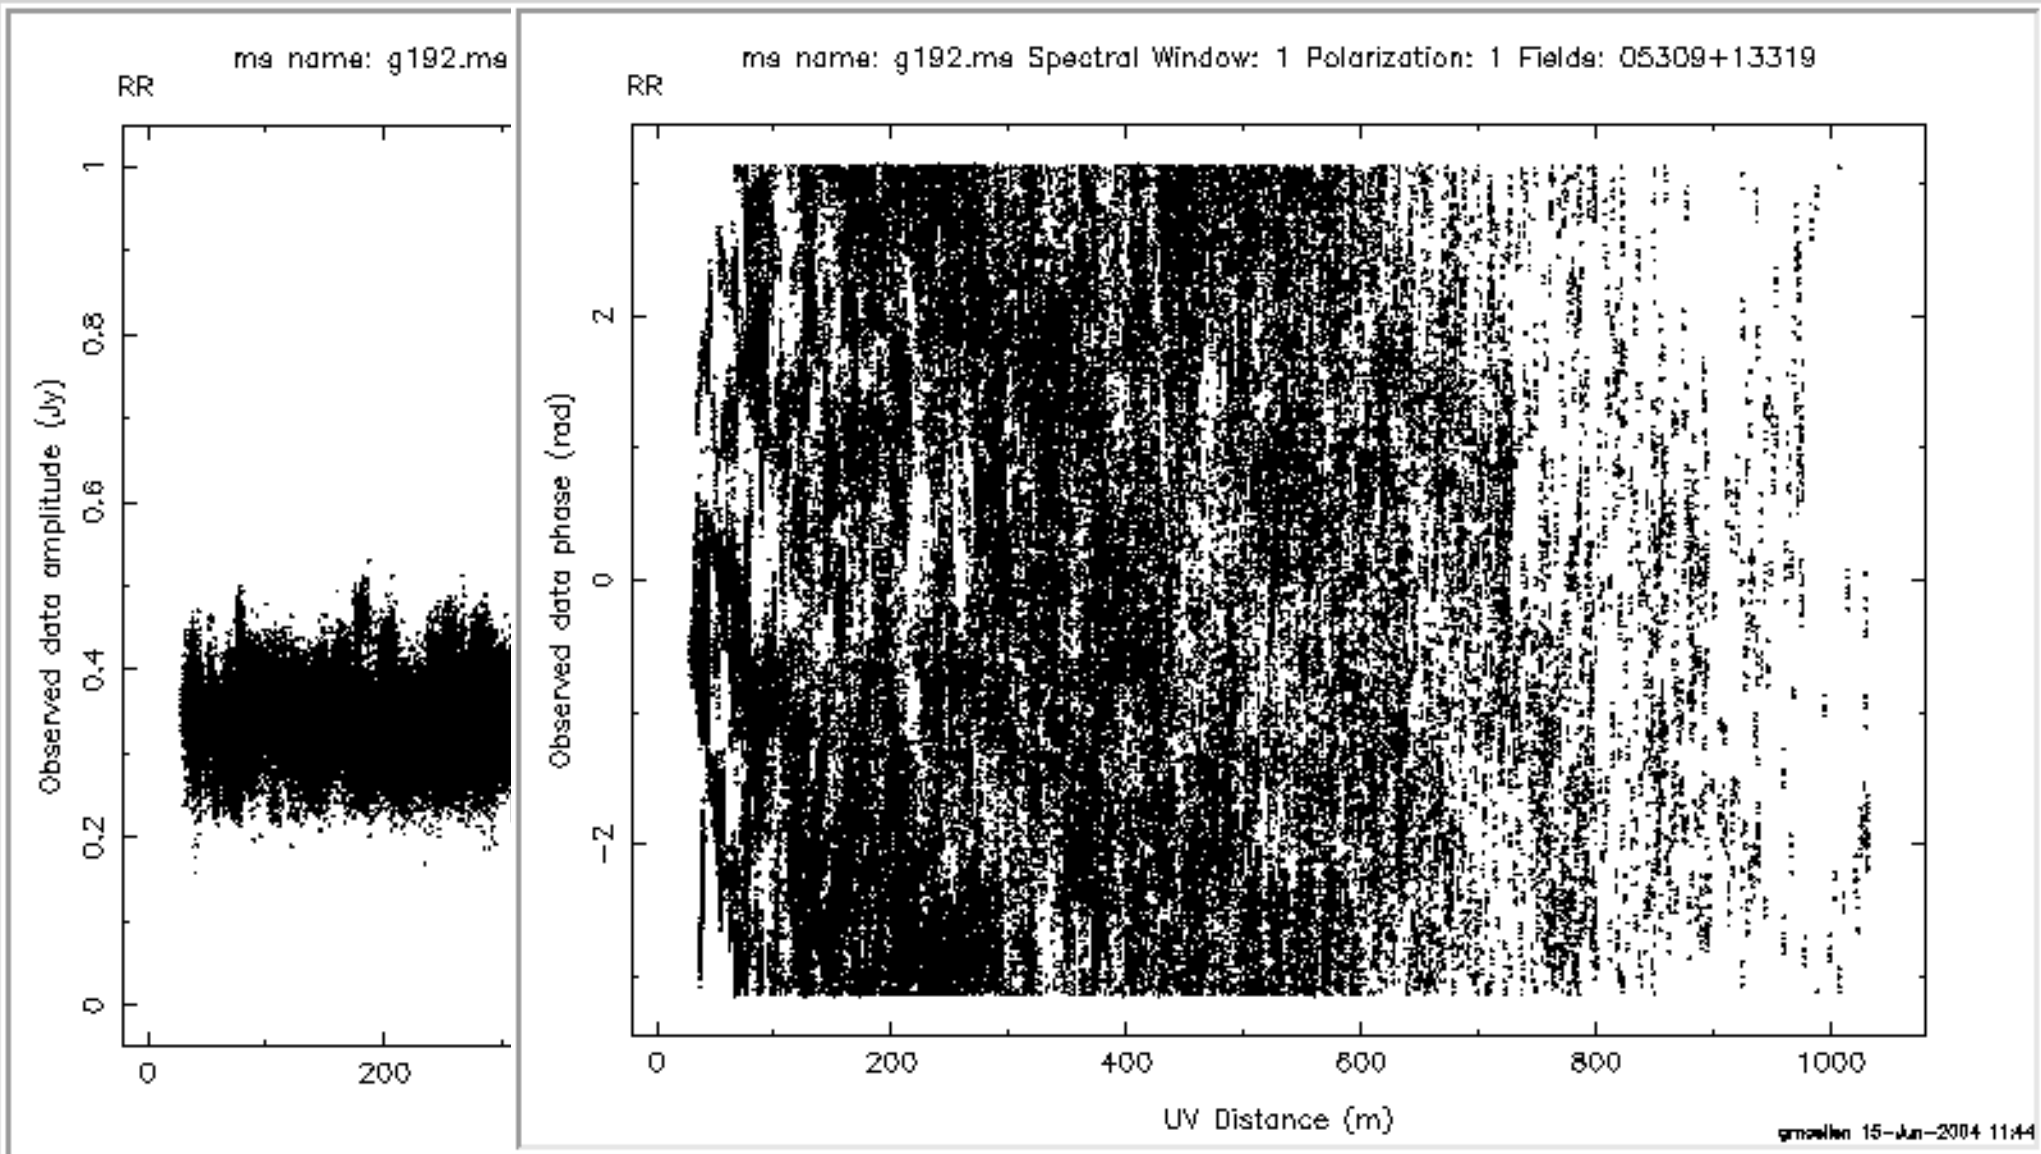 ms name: g192.ms
RR
1
0.8
0.6
0.4
0.2
0
Observed data amplitude (Jy)
0 200
ms name: g192.ms Spectral Window: 1 Polarization: 1 Fields: 05309+13319
RR
2
0
−2
Observed data phase (rad)
0 200 400 600 800 1000
UV Distance (m)
gmoellen 15-Jun-2004 11:44